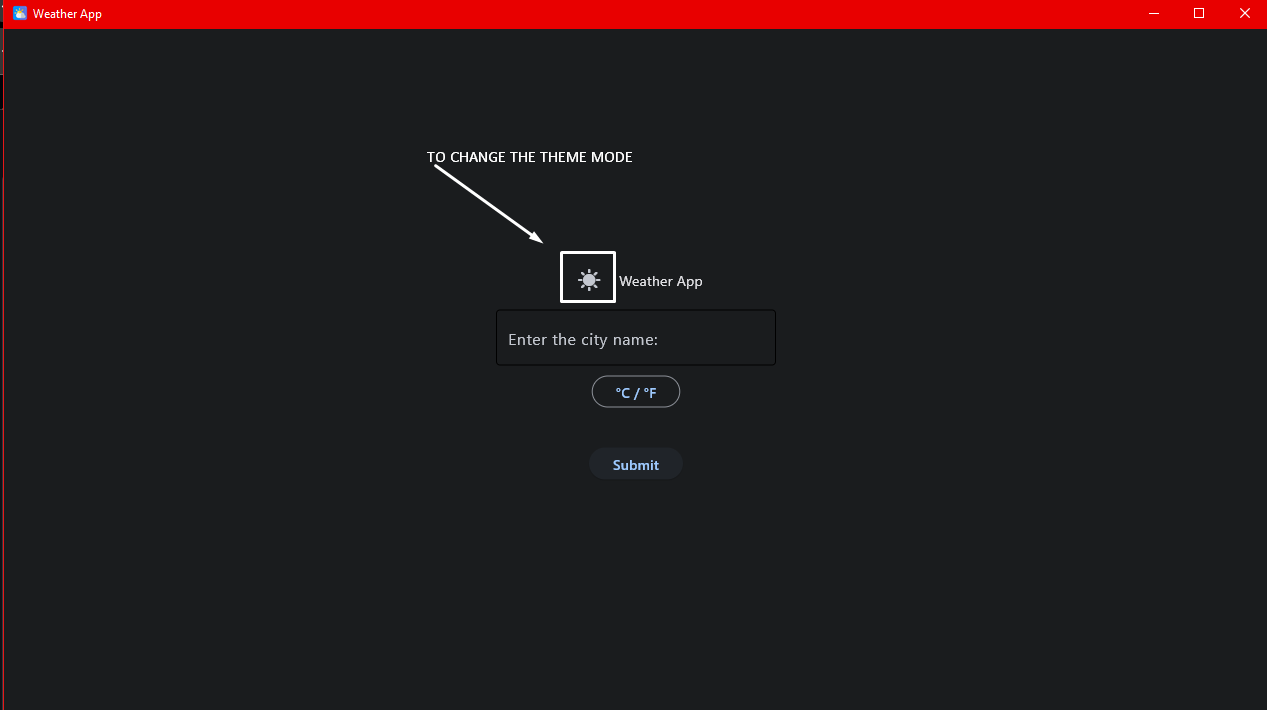 Weather App
TO CHANGE THE THEME MODE
Weather App
Enter the city name:
°C / °F
Submit